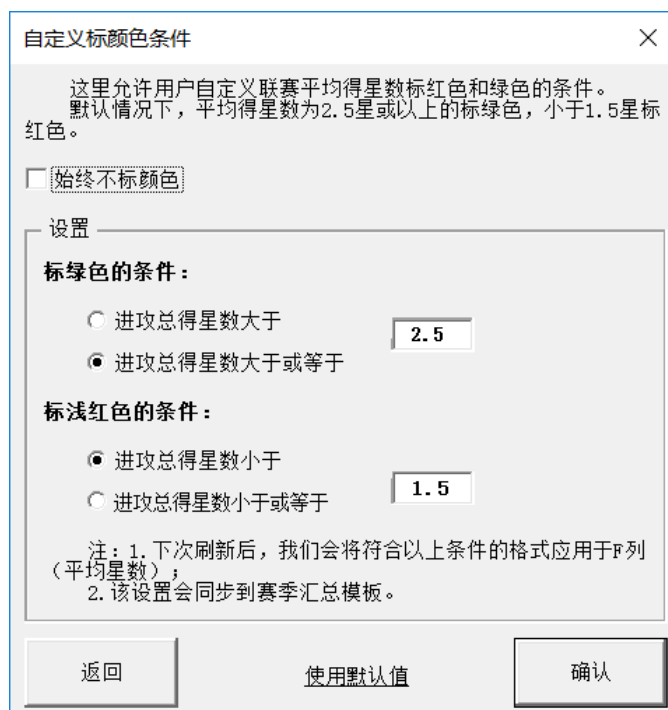 自定义标颜色条件
这里允许用户自定义联赛平均得星数标红色和绿色的条件。
默认情况下，平均得星数为2.5星或以上的标绿色，小于1.5星标
红色。
始终不标颜色
设置
标绿色的条件：
进攻总得星数大于
2.5
进攻总得星数大于或等于
标浅红色的条件：
进攻总得星数小于
1.5
进攻总得星数小于或等于
注：1.下次刷新后，我们会将符合以上条件的格式应用于F列
（平均星数）；
2.该设置会同步到赛季汇总模板。
返回
使用默认值
确认